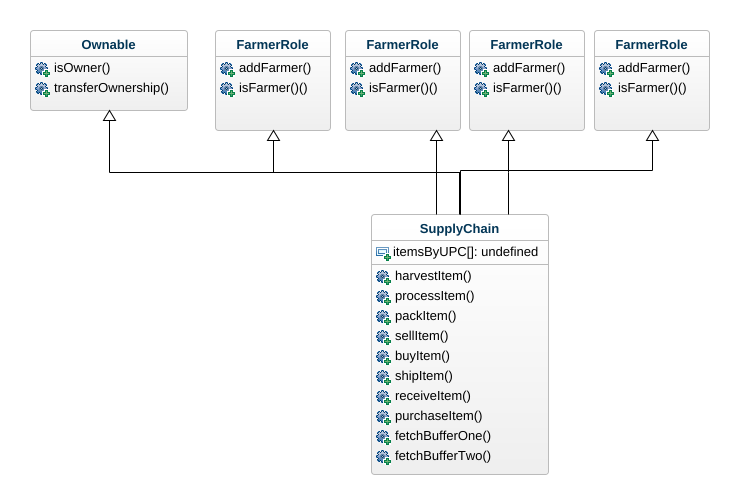 Ownable
isOwner()
transferOwnership()
FarmerRole
addFarmer()
isFarmer()()
FarmerRole
addFarmer()
isFarmer()()
FarmerRole
addFarmer()
isFarmer()()
FarmerRole
addFarmer()
isFarmer()()
SupplyChain
itemsByUPC[]: undefined
harvestItem()
processItem()
packItem()
sellItem()
buyItem()
shipItem()
receiveItem()
purchaseItem()
fetchBufferOne()
fetchBufferTwo()